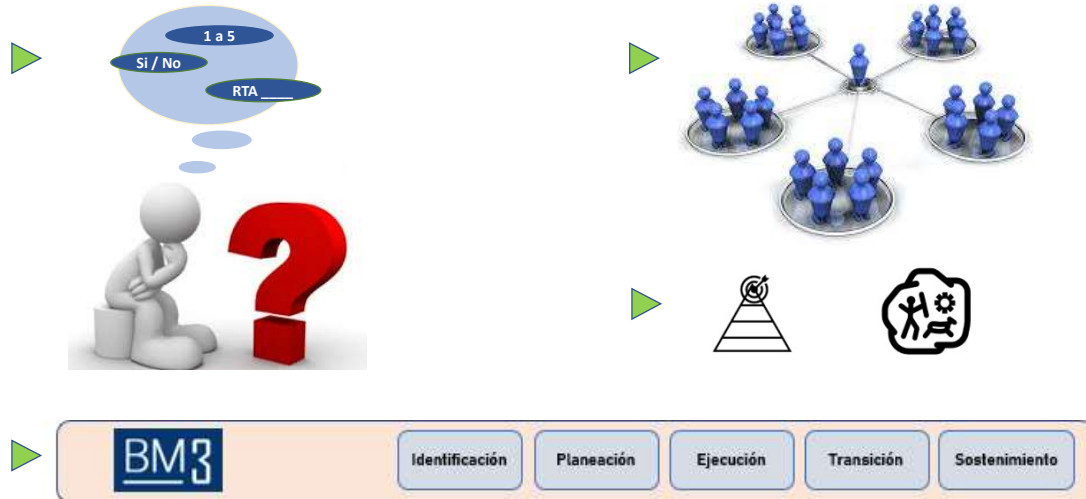 1 a 5
Si / No
RTA ____
BM3
Identificación
Planeación
Ejecución
Transición
Sostenimiento